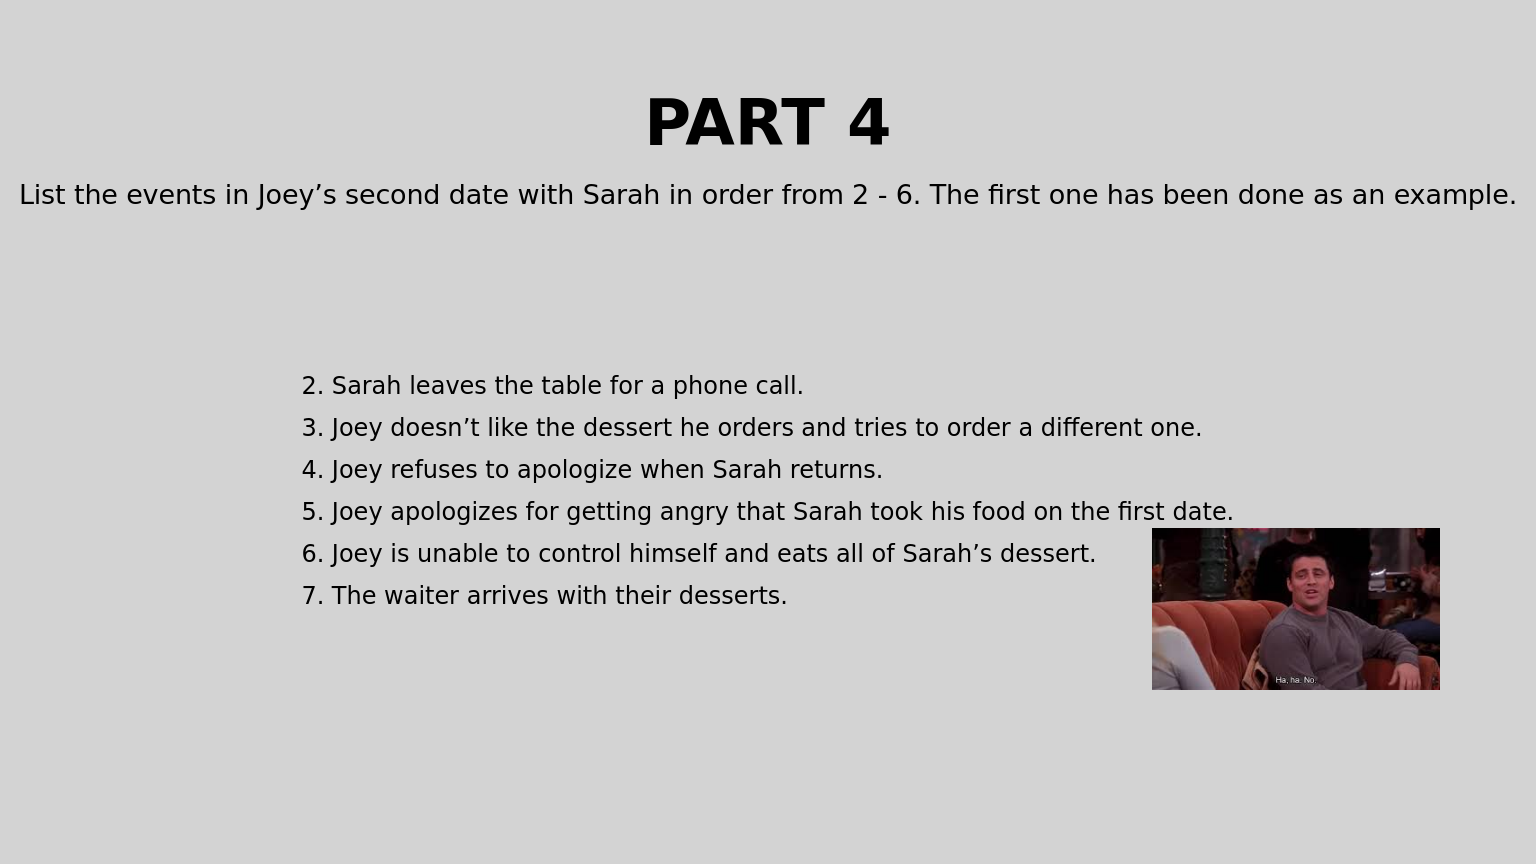 PART 4
List the events in Joey’s second date with Sarah in order from 2 - 6. The first one has been done as an example.
2. Sarah leaves the table for a phone call.
3. Joey doesn’t like the dessert he orders and tries to order a different one.
4. Joey refuses to apologize when Sarah returns.
5. Joey apologizes for getting angry that Sarah took his food on the first date.
6. Joey is unable to control himself and eats all of Sarah’s dessert.
7. The waiter arrives with their desserts.
Ha, ha. No.